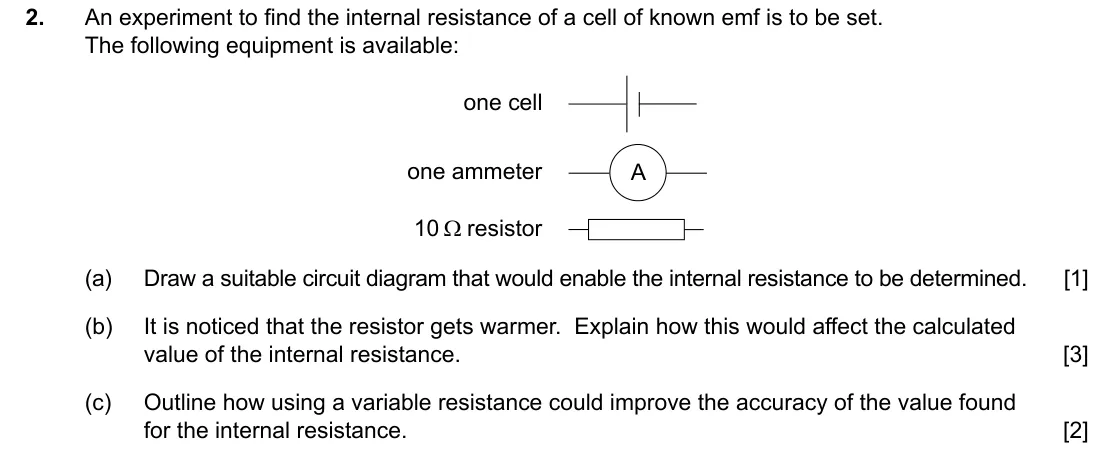 2. An experiment to find the internal resistance of a cell of known emf is to be set.
The following equipment is available:
one cell
one ammeter A
10 Ω resistor
(a) Draw a suitable circuit diagram that would enable the internal resistance to be determined. [1]
(b) It is noticed that the resistor gets warmer. Explain how this would affect the calculated
value of the internal resistance. [3]
(c) Outline how using a variable resistance could improve the accuracy of the value found
for the internal resistance. [2]